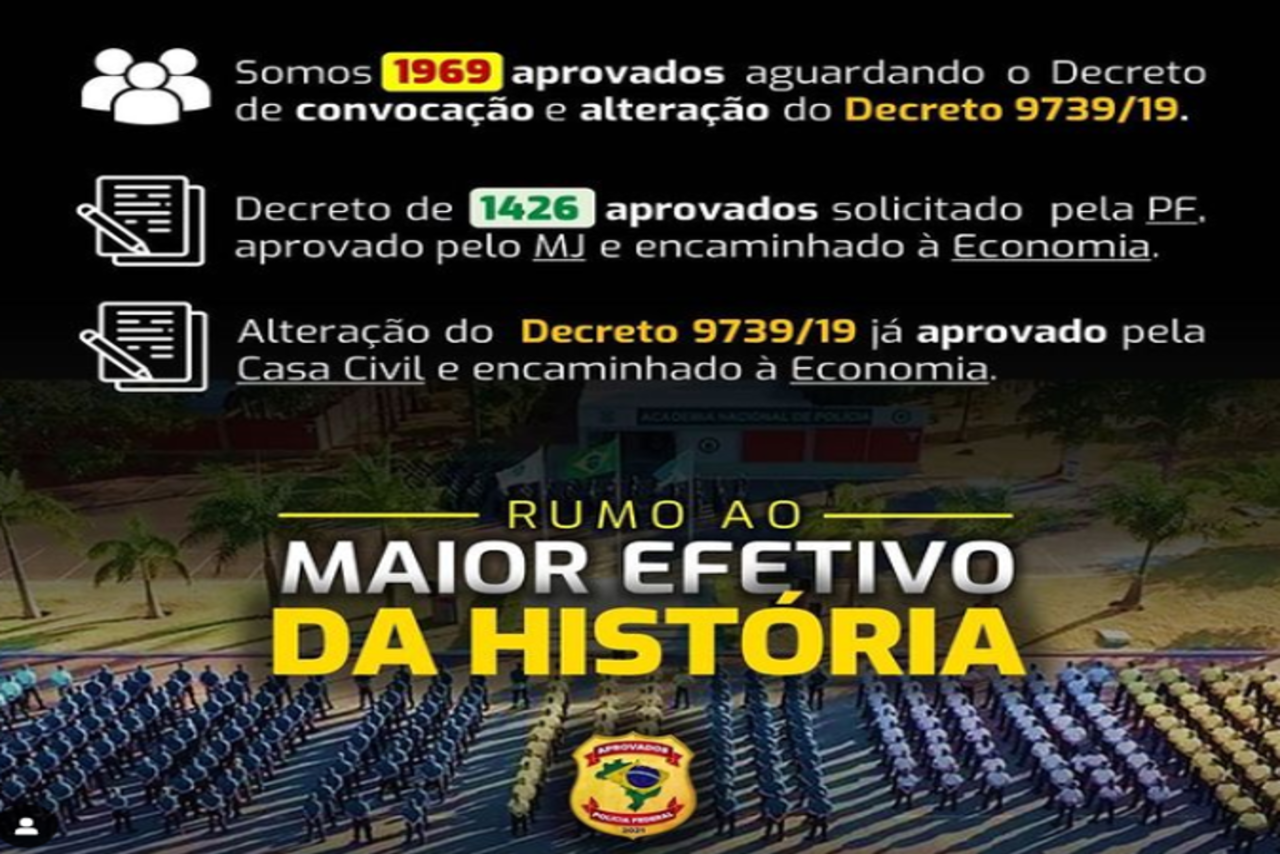 Somos 1969 aprovados aguardando o Decreto
de convocação e alteração do Decreto 9739/19.
Decreto de 1426 aprovados solicitado pela PF,
aprovado pelo MJ e encaminhado à Economia.
Alteração do Decreto 9739/19 já aprovado pela
Casa Civil e encaminhado à Economia.
ACADEMIA NACIONAL DE POLÍCIA
RUMO AO
MAIOR EFETIVO
DA HISTÓRIA
APROVADOS
POLÍCIA FEDERAL
2021